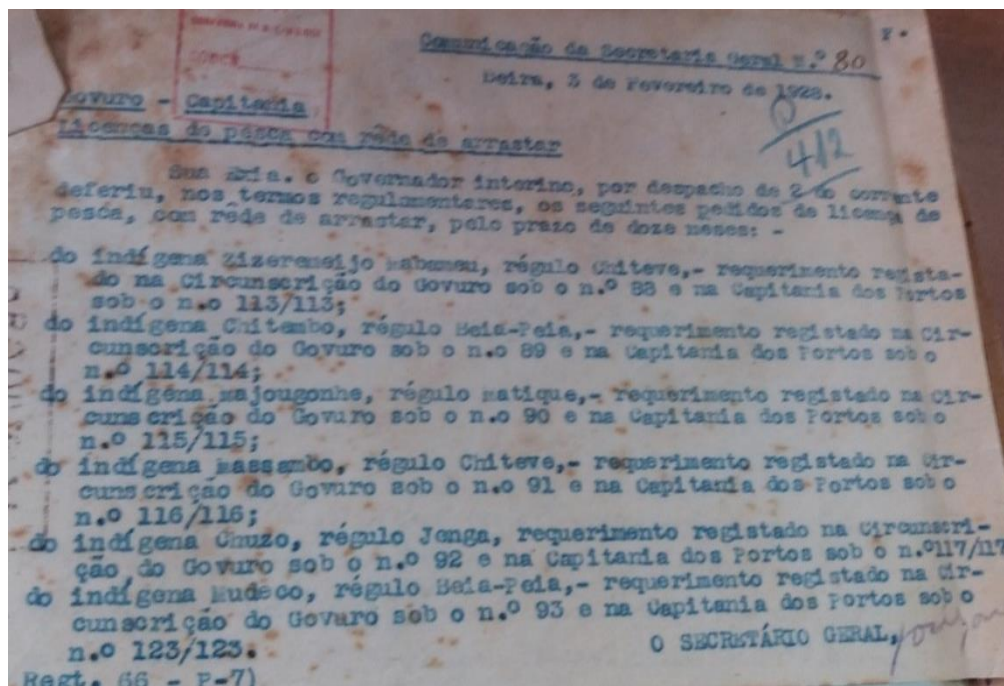 F.
Comunicação da Secretaria Geral n.º 80
Beira, 3 de Fevereiro de 1928.
Govuro - Capitania
412
Licenças de pésca com rêde de arrastar
Sua Exia. o Governador interino, por despacho de 2 do corrente
deferiu, nos termos regulamentares, os seguintes pedidos de licença de
pesca, com rêde de arrastar, pelo prazo de doze meses: -
do indígena Zizeremeijo Mabameu, régulo Chiteve,- requerimento regista-
do na Circunscrição do Govuro sob o n.º 88 e na Capitania dos Portos
sob o n.o 113/113;
do indígena Chitembo, régulo Beia-Peia,- requerimento registado na Cir-
cunscrição do Govuro sob o n.o 89 e na Capitania dos Portos sob o
n.º 114/114;
do indígena Majougonhe, régulo Matique,- requerimento registado na Cir-
cunscrição do Govuro sob o n.o 90 e na Capitania dos Portos sob o
n.º 115/115;
do indígena Massambo, régulo Chiteve,- requerimento registado na Cir-
cunscrição do Govuro sob o n.o 91 e na Capitania dos Portos sob o
n.º 116/116;
do indígena Chuzo, régulo Jenga, requerimento registado na Circunscri-
ção do Govuro sob o n.º 92 e na Capitania dos Portos sob o n.º117/117
do indígena Mudeco, régulo Beia-Peia,- requerimento registado na Cir-
cunscrição do Govuro sob o n.º 93 e na Capitania dos Portos sob o
n.o 123/123.
O SECRETÁRIO GERAL,
Regt. 66 - P-7)